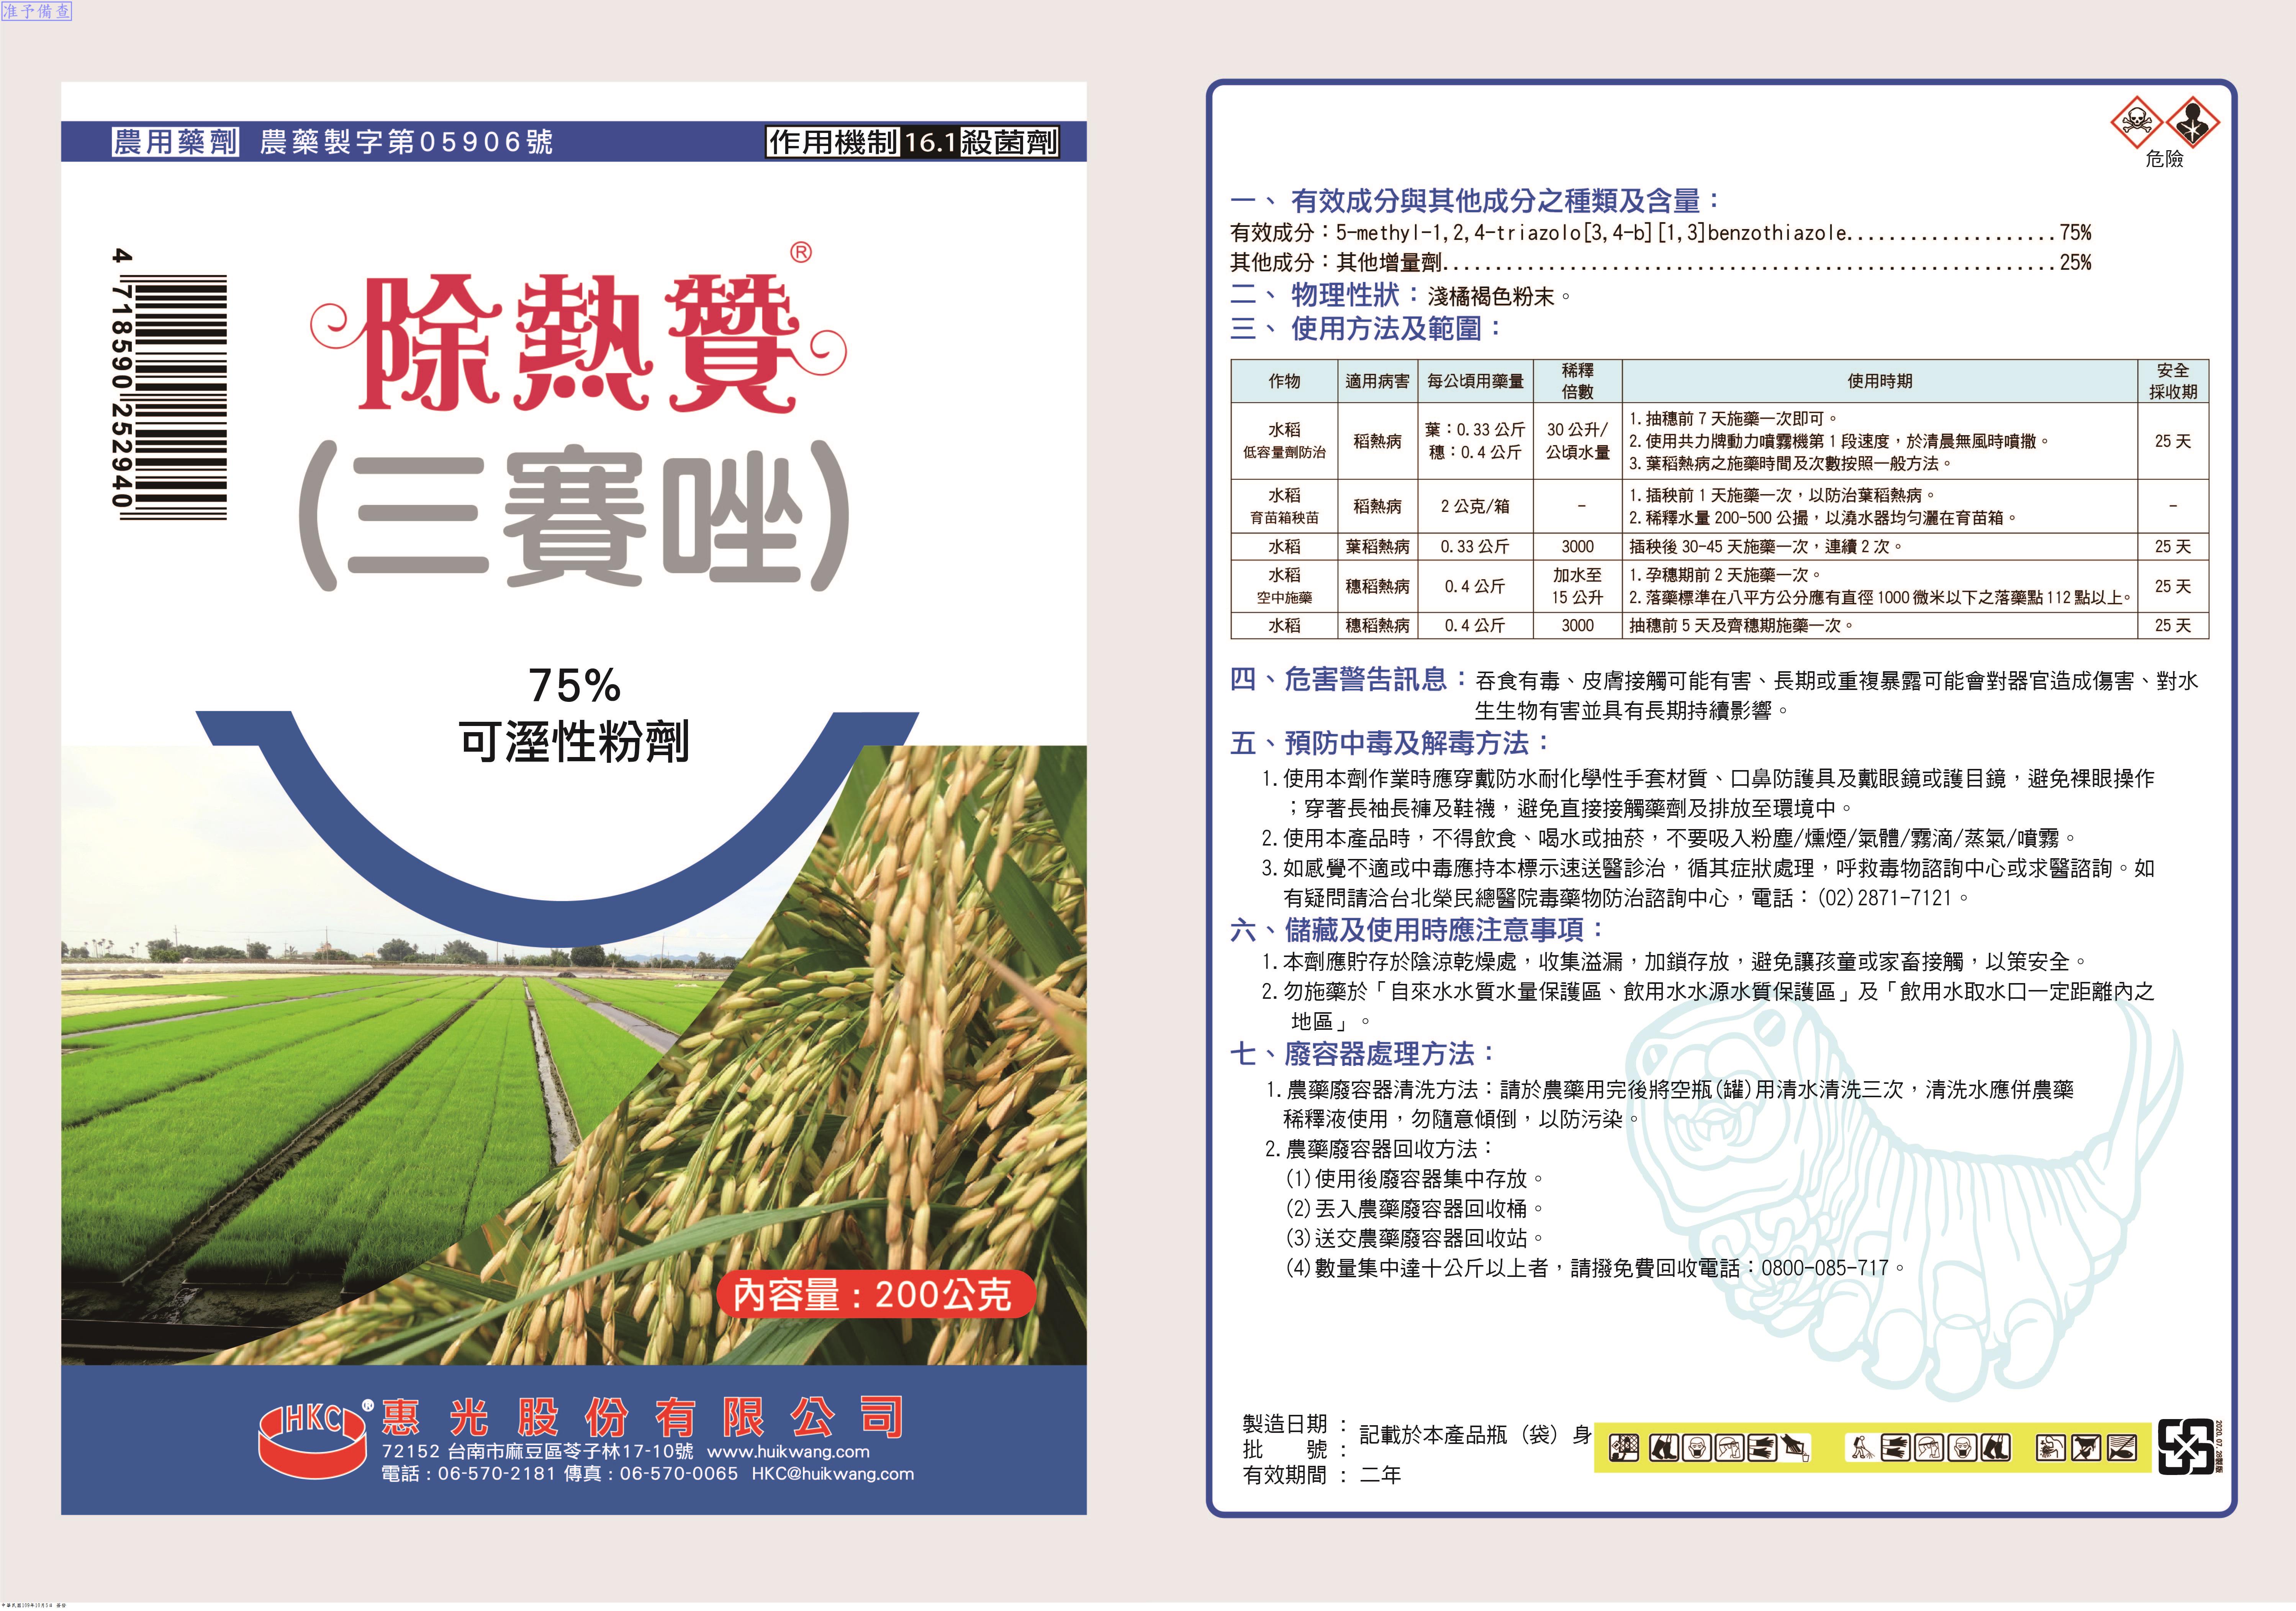 准予備查
農用藥劑 農藥製字第05906號
作用機制16.1殺菌劑
4 718590 252940
除熱贊®
(三賽唑)
75%
可溼性粉劑
內容量：200公克
HKC® 惠光股份有限公司
72152 台南市麻豆區苓子林17-10號 www.huikwang.com
電話：06-570-2181 傳真：06-570-0065 HKC@huikwang.com
危險
一、 有效成分與其他成分之種類及含量：
有效成分：5-methyl-1,2,4-triazolo[3,4-b][1,3]benzothiazole....................75%
其他成分：其他增量劑..........................................................25%
二、 物理性狀：淺橘褐色粉末。
三、 使用方法及範圍：
作物 適用病害 每公頃用藥量 稀釋倍數 使用時期 安全採收期
水稻 低容量劑防治 稻熱病 葉：0.33公斤 穗：0.4公斤 30公升/公頃水量 1.抽穗前7天施藥一次即可。 25天
2.使用共力牌動力噴霧機第1段速度，於清晨無風時噴撒。
3.葉稻熱病之施藥時間及次數按照一般方法。
水稻 育苗箱秧苗 稻熱病 2公克/箱 - 1.插秧前1天施藥一次，以防治葉稻熱病。 -
2.稀釋水量200-500公撮，以澆水器均勻灑在育苗箱。
水稻 葉稻熱病 0.33公斤 3000 插秧後30-45天施藥一次，連續2次。 25天
水稻 空中施藥 穗稻熱病 0.4公斤 加水至15公升 1.孕穗期前2天施藥一次。 25天
2.落藥標準在八平方公分應有直徑1000微米以下之落藥點112點以上。
水稻 穗稻熱病 0.4公斤 3000 抽穗前5天及齊穗期施藥一次。 25天
四、危害警告訊息：吞食有毒、皮膚接觸可能有害、長期或重複暴露可能會對器官造成傷害、對水
生生物有害並具有長期持續影響。
五、預防中毒及解毒方法：
1.使用本劑作業時應穿戴防水耐化學性手套材質、口鼻防護具及戴眼鏡或護目鏡，避免裸眼操作
；穿著長袖長褲及鞋襪，避免直接接觸藥劑及排放至環境中。
2.使用本產品時，不得飲食、喝水或抽菸，不要吸入粉塵/燻煙/氣體/霧滴/蒸氣/噴霧。
3.如感覺不適或中毒應持本標示速送醫診治，循其症狀處理，呼救毒物諮詢中心或求醫諮詢。如
有疑問請洽台北榮民總醫院毒藥物防治諮詢中心，電話：(02)2871-7121。
六、儲藏及使用時應注意事項：
1.本劑應貯存於陰涼乾燥處，收集溢漏，加鎖存放，避免讓孩童或家畜接觸，以策安全。
2.勿施藥於「自來水水質水量保護區、飲用水水源水質保護區」及「飲用水取水口一定距離內之
地區」。
七、廢容器處理方法：
1.農藥廢容器清洗方法：請於農藥用完後將空瓶(罐)用清水清洗三次，清洗水應併農藥
稀釋液使用，勿隨意傾倒，以防污染。
2.農藥廢容器回收方法：
(1)使用後廢容器集中存放。
(2)丟入農藥廢容器回收桶。
(3)送交農藥廢容器回收站。
(4)數量集中達十公斤以上者，請撥免費回收電話：0800-085-717。
製造日期：
批　　號：
記載於本產品瓶（袋）身
有效期間：二年
2020.07.28製版